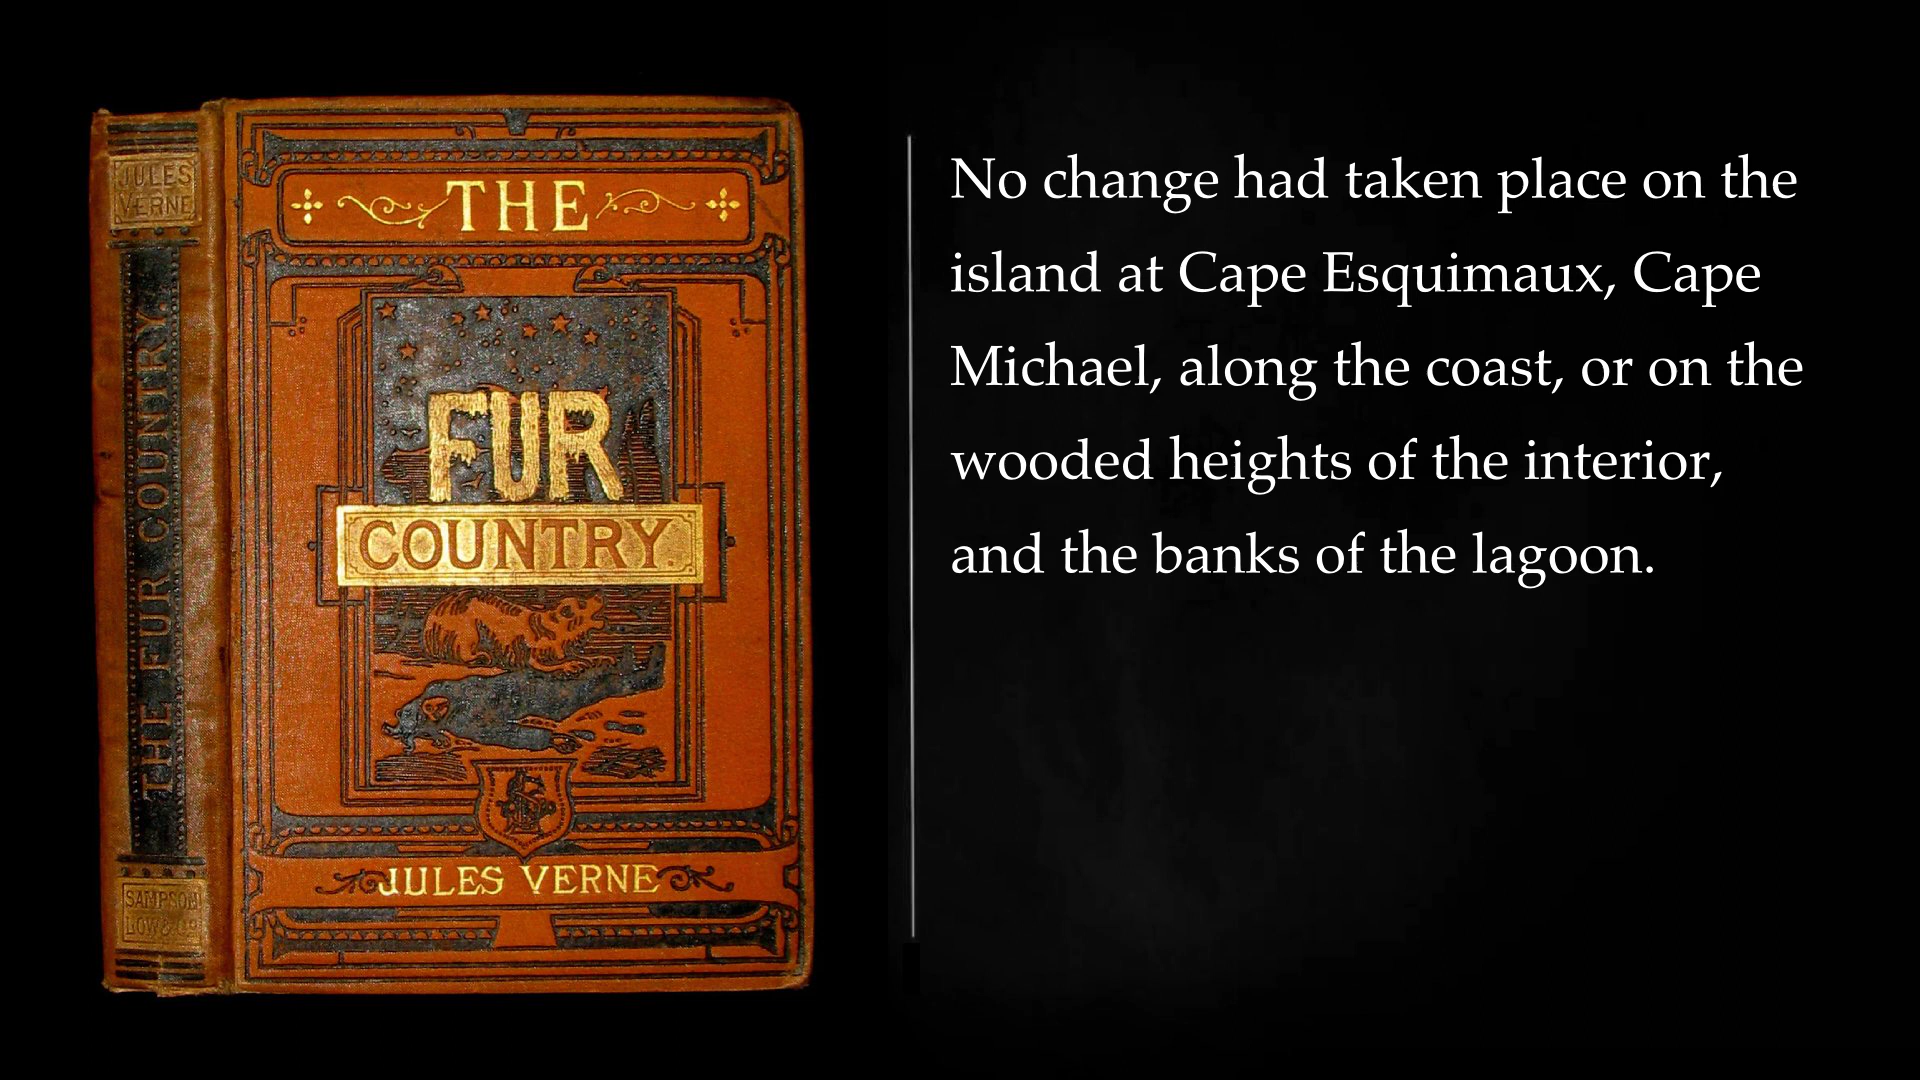 JULES
VERNE
THE FUR COUNTRY.
SAMPSON
LOW & Co
THE
FUR
COUNTRY.
JULES VERNE
No change had taken place on the
island at Cape Esquimaux, Cape
Michael, along the coast, or on the
wooded heights of the interior,
and the banks of the lagoon.